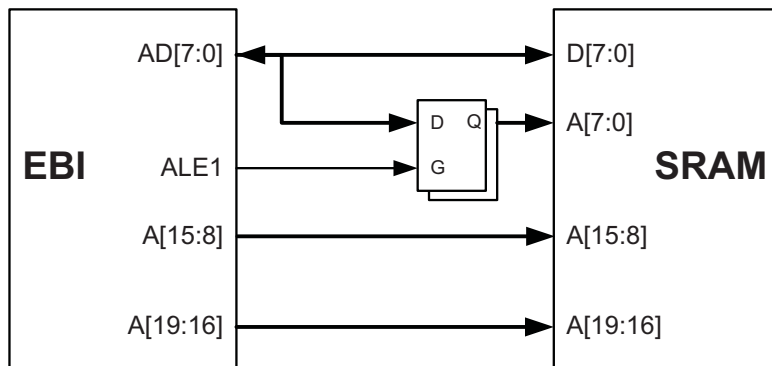 AD[7:0] D[7:0]
D Q A[7:0]
EBI ALE1 G SRAM
A[15:8] A[15:8]
A[19:16] A[19:16]